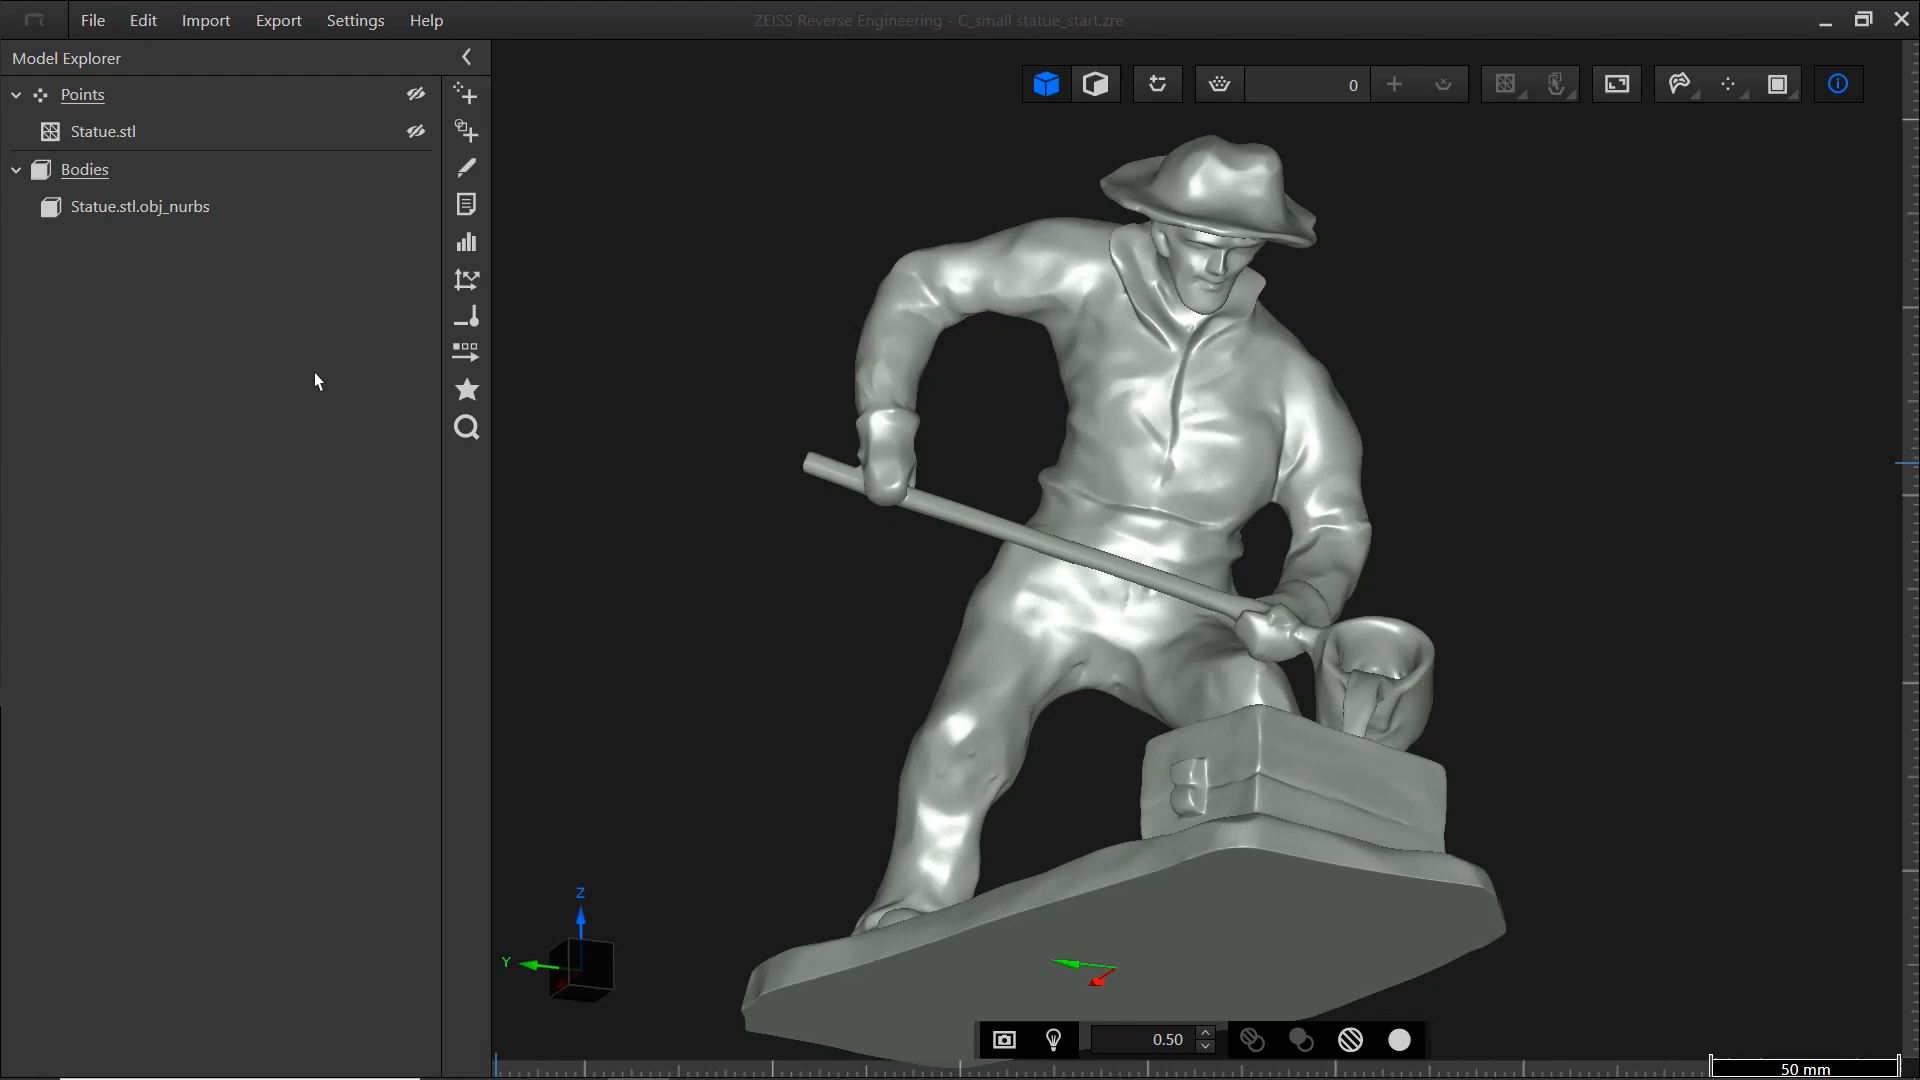 File Edit Import Export Settings Help
ZEISS Reverse Engineering - C_small statue_start.zre
Model Explorer
Points
Statue.stl
Bodies
Statue.stl.obj_nurbs
0
Z
Y
0.50
50 mm